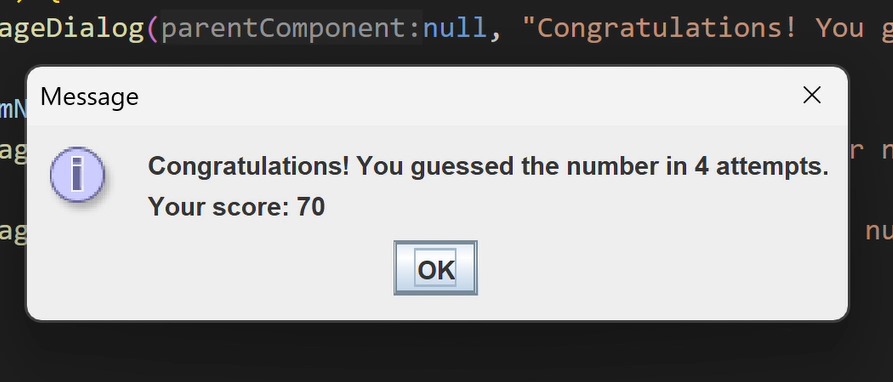 ageDialog(parentComponent:null, "Congratulations! You g
Message
mN
ag
r n
i
Congratulations! You guessed the number in 4 attempts.
Your score: 70
ag
nu
OK